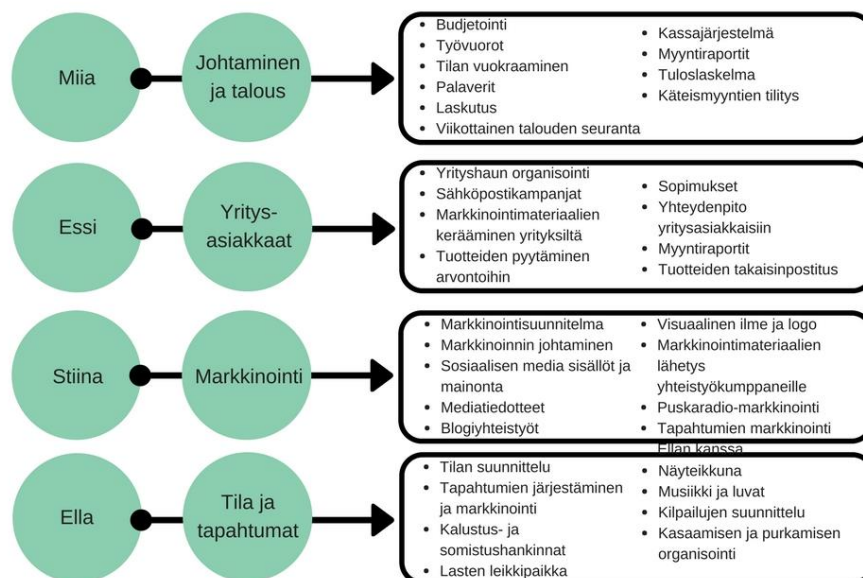 Miia
Johtaminen
ja talous
Budjetointi
Työvuorot
Tilan vuokraaminen
Palaverit
Laskutus
Viikottainen talouden seuranta
Kassajärjestelmä
Myyntiraportit
Tuloslaskelma
Käteismyyntien tilitys
Essi
Yritys-
asiakkaat
Yrityshaun organisointi
Sähköpostikampanjat
Markkinointimateriaalien
kerääminen yrityksiltä
Tuotteiden pyytäminen
arvontoihin
Sopimukset
Yhteydenpito
yritysasiakkaisiin
Myyntiraportit
Tuotteiden takaisinpostitus
Stiina
Markkinointi
Markkinointisuunnitelma
Markkinoinnin johtaminen
Sosiaalisen media sisällöt ja
mainonta
Mediatiedotteet
Blogiyhteistyöt
Visuaalinen ilme ja logo
Markkinointimateriaalien
lähetys
yhteistyökumppaneille
Puskaradio-markkinointi
Tapahtumien markkinointi
Ellan kanssa
Ella
Tila ja
tapahtumat
Tilan suunnittelu
Tapahtumien järjestäminen
ja markkinointi
Kalustus- ja
somistushankinnat
Lasten leikkipaikka
Näyteikkuna
Musiikki ja luvat
Kilpailujen suunnittelu
Kasaamisen ja purkamisen
organisointi